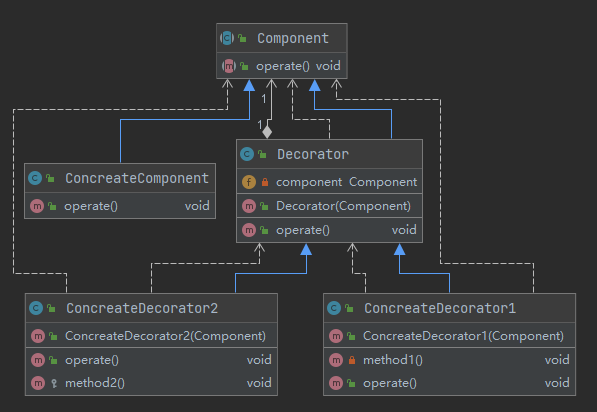 Component
operate() void
1
1
Decorator
component Component
Decorator(Component)
operate() void
ConcreateComponent
operate() void
ConcreateDecorator2
ConcreateDecorator2(Component)
operate() void
method2() void
ConcreateDecorator1
ConcreateDecorator1(Component)
method1() void
operate() void